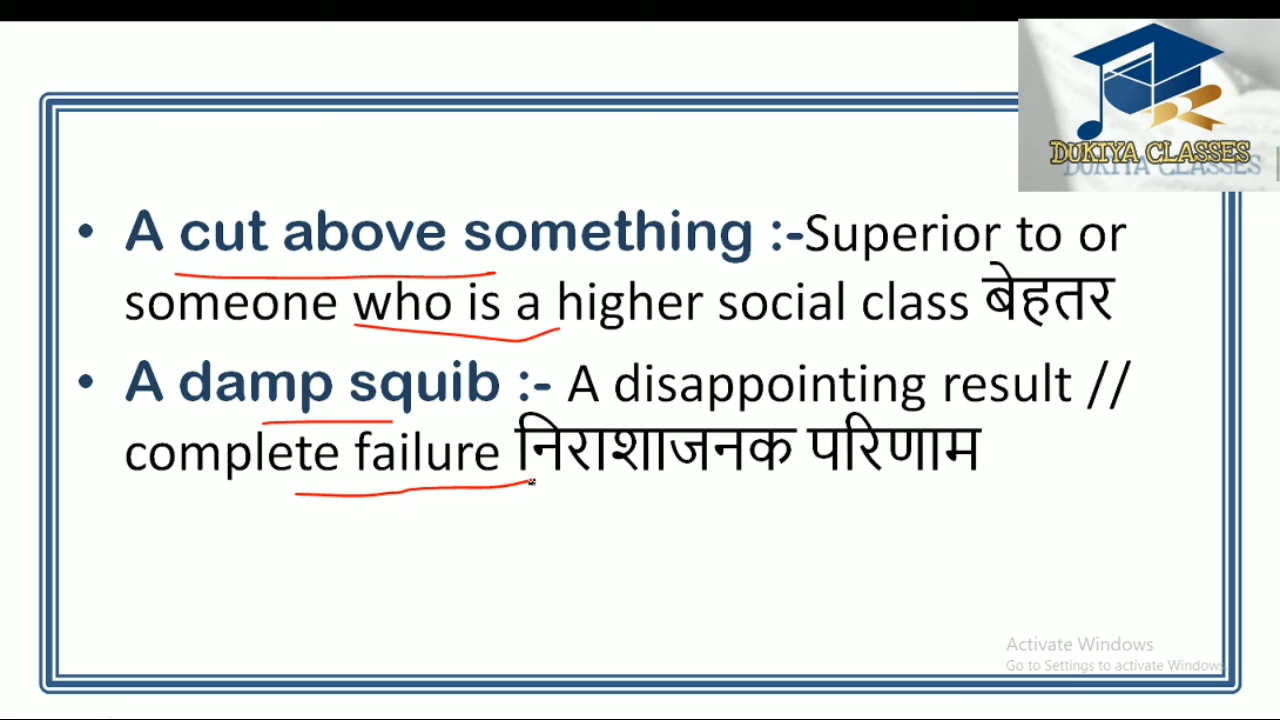 DUKIYA CLASSES
• A cut above something :-Superior to or
someone who is a higher social class बेहतर
• A damp squib :- A disappointing result //
complete failure निराशाजनक परिणाम
Activate Windows
Go to Settings to activate Windows.